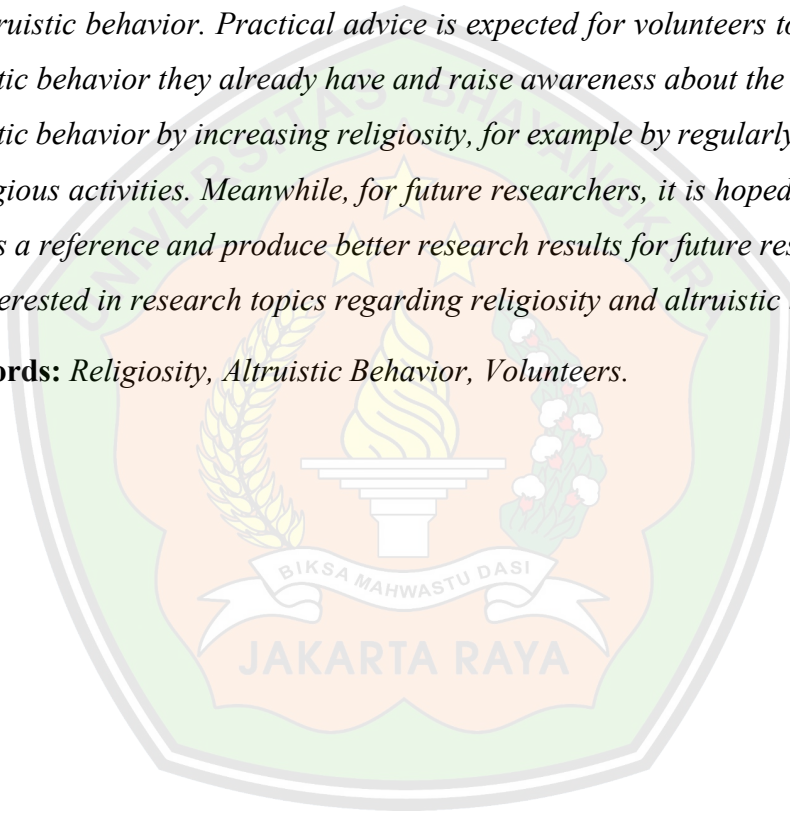 ruistic behavior. Practical advice is expected for volunteers to
tic behavior they already have and raise awareness about the
tic behavior by increasing religiosity, for example by regularly
gious activities. Meanwhile, for future researchers, it is hoped
s a reference and produce better research results for future res
terested in research topics regarding religiosity and altruistic
ords: Religiosity, Altruistic Behavior, Volunteers.
UNIVERSITAS BHAYANGKARA
BIKSA MAHWASTU DASI
JAKARTA RAYA